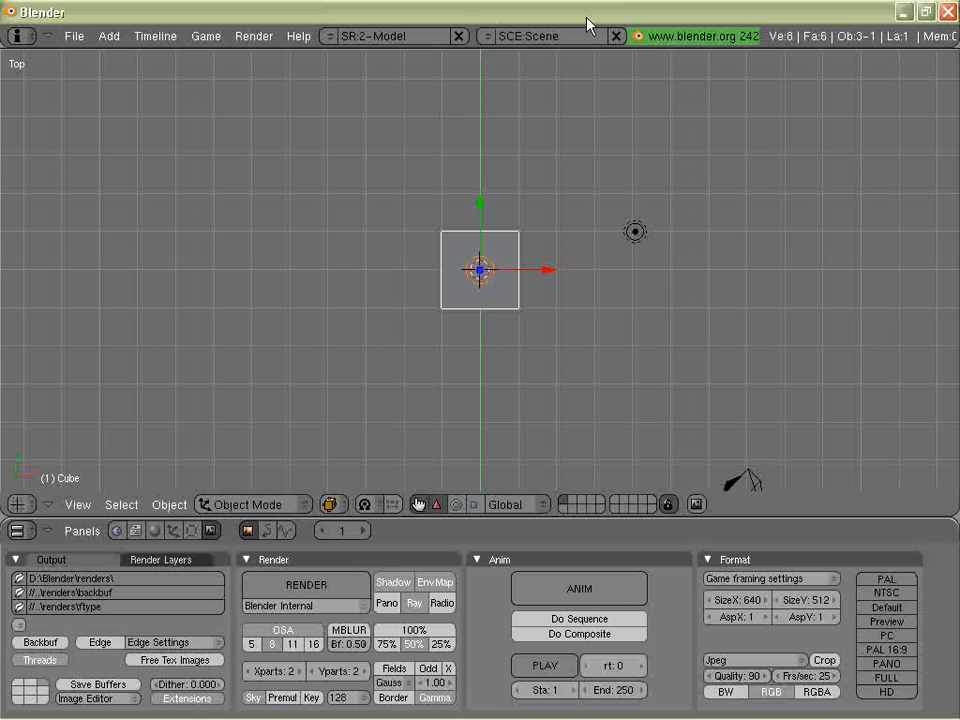 Blender
File Add Timeline Game Render Help SR:2-Model SCE:Scene www.blender.org 242 Ve:8 | Fa:6 | Ob:3-1 | La:1 | Mem:0
Top
(1) Cube
View Select Object Object Mode Global
Panels 1
Output Render Layers Render Anim Format
D:\Blender\renders\
//..\renders\backbuf
//..\renders\ftype
Backbuf Edge Edge Settings
Threads Free Tex Images
Save Buffers Dither: 0.000
Image Editor Extensions
RENDER Shadow EnvMap
Blender Internal Pano Ray Radio
OSA MBLUR 100%
5 8 11 16 Bf: 0.50 75% 50% 25%
Xparts: 2 Yparts: 2 Fields Odd X
Gauss 1.00
Sky Premul Key 128 Border Gamma
ANIM
Do Sequence
Do Composite
PLAY rt: 0
Sta: 1 End: 250
Game framing settings
SizeX: 640 SizeY: 512
AspX: 1 AspY: 1
Jpeg Crop
Quality: 90 Frs/sec: 25
BW RGB RGBA
PAL
NTSC
Default
Preview
PC
PAL 16:9
PANO
FULL
HD